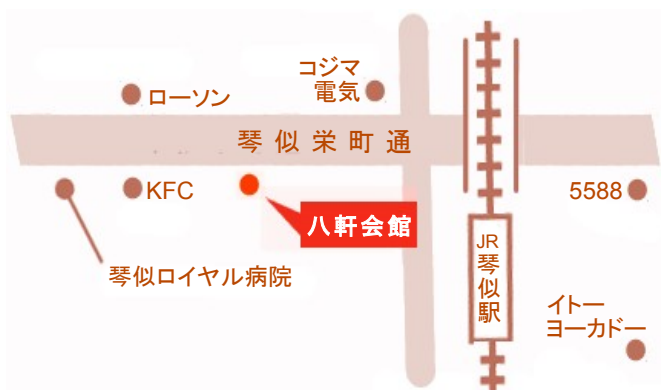 コジマ
電気
ローソン
琴似栄町通
KFC
5588
八軒会館
琴似ロイヤル病院
JR
琴似駅
イトー
ヨーカドー